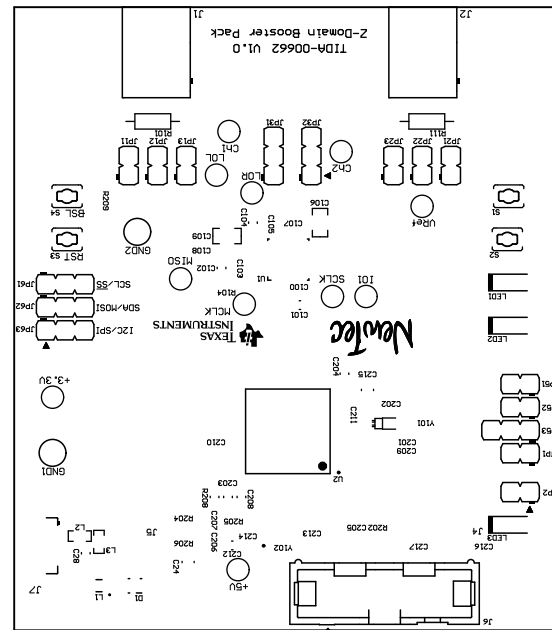 J1
J2
TIDA-00662 V1.0
Z-Domain Booster Pack
R101
R111
JP11
JP12
JP13
JP31
JP32
JP23
JP22
JP21
Ch1
Ch2
LOL
LOR
BSL
S4
R209
RST
S3
GND2
C104
C105
C107
C106
C109
C108
VRef
S1
S2
MISO
C102
C103
U1
R104
MCLK
C100
C101
SCLK
IO1
JP61
SCL/SS
JP62
SDA/MOSI
JP63
I2C/SPI
LED1
LED2
TEXAS
INSTRUMENTS
NewTec
+3.3V
GND1
C204
C215
C202
C211
Y101
C201
C209
C210
U2
P51
52
53
P1
P2
C203
R208
C208
C207
R204
J5
R205
R206
C206
C212
C214
Y102
C213
C205
R202
C217
C216
J4
LED3
L2
C28
L3
C24
+5V
J7
L1
D1
J6